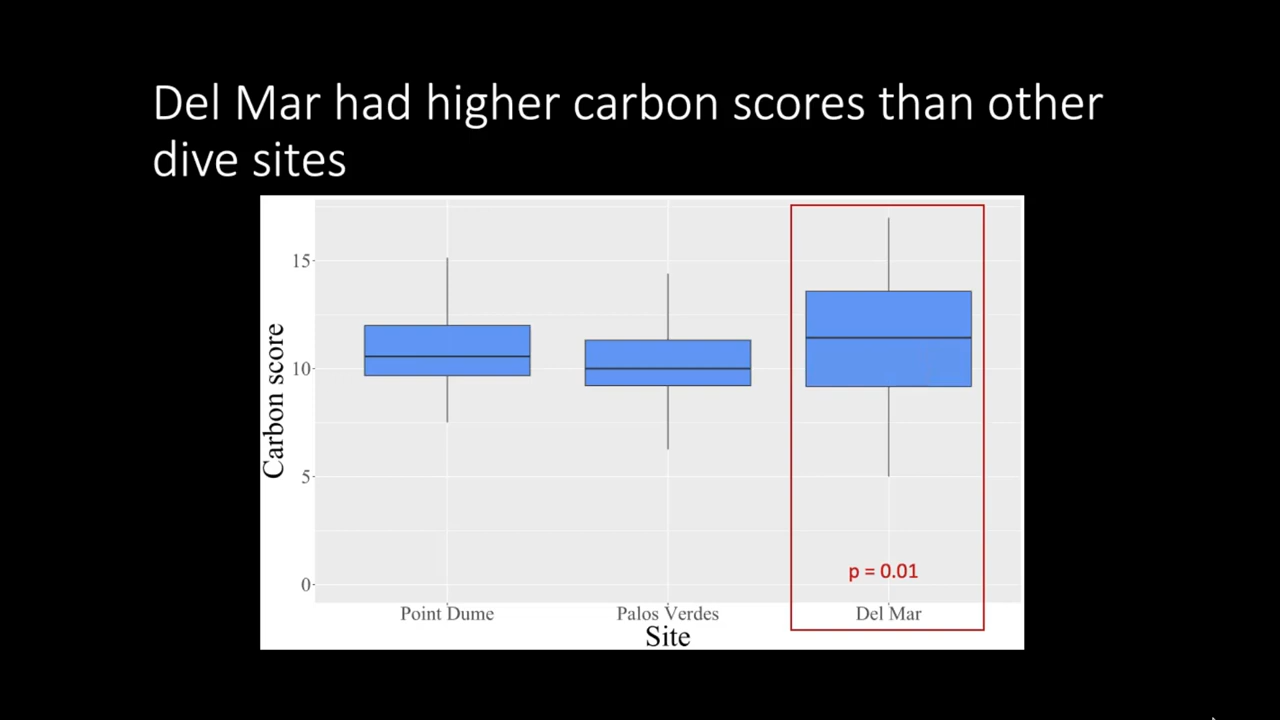 Del Mar had higher carbon scores than other
dive sites
15
10
5
0
Carbon score
Point Dume
Palos Verdes
Del Mar
p = 0.01
Site